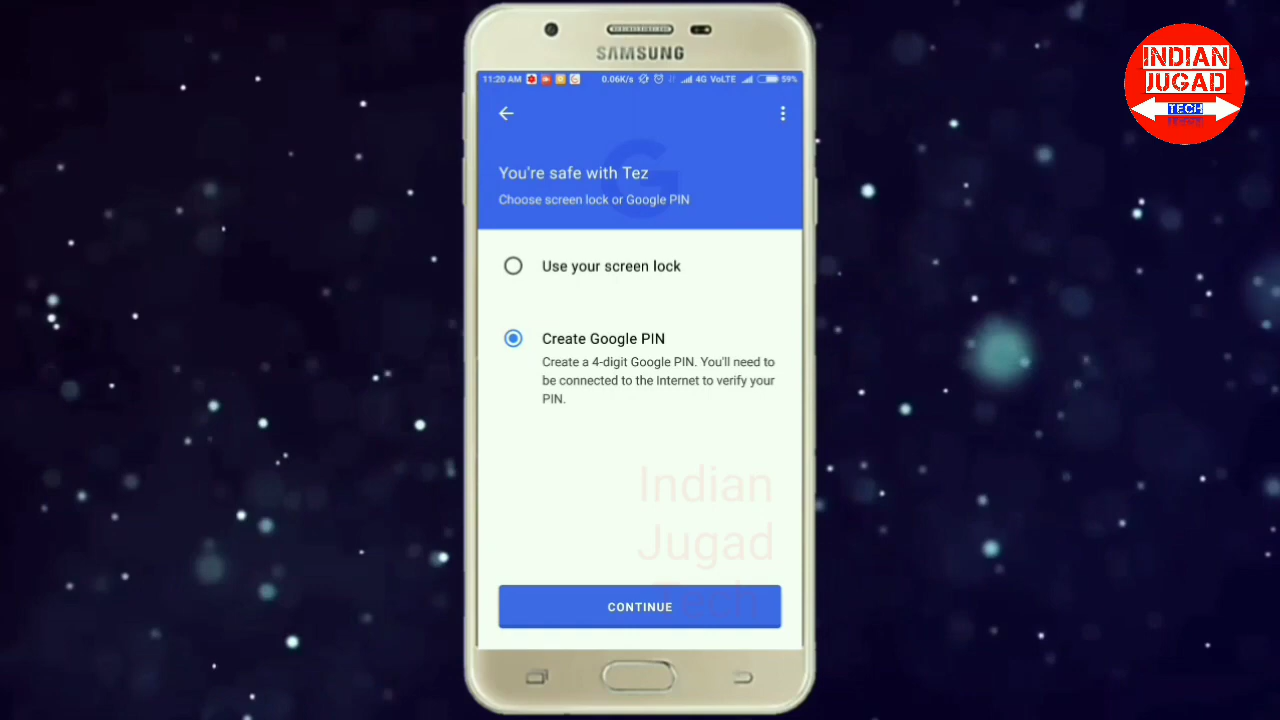 SAMSUNG
11:20 AM 0.06K/s 4G VoLTE 59%
You're safe with Tez
Choose screen lock or Google PIN
Use your screen lock
Create Google PIN
Create a 4-digit Google PIN. You'll need to
be connected to the Internet to verify your
PIN.
Indian
Jugad
Tech
CONTINUE
INDIAN
JUGAD
TECH